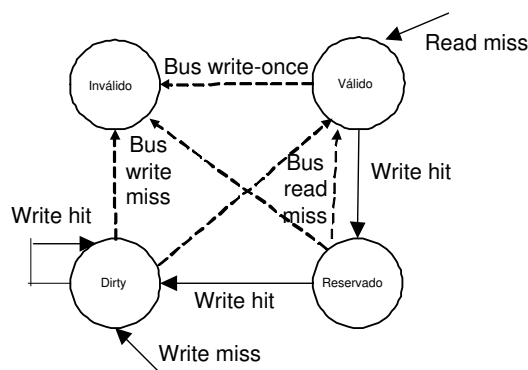 Read miss
Bus write-once
Inválido
Válido
Bus
write
miss
Bus
read
miss
Write hit
Write hit
Dirty
Reservado
Write hit
Write miss